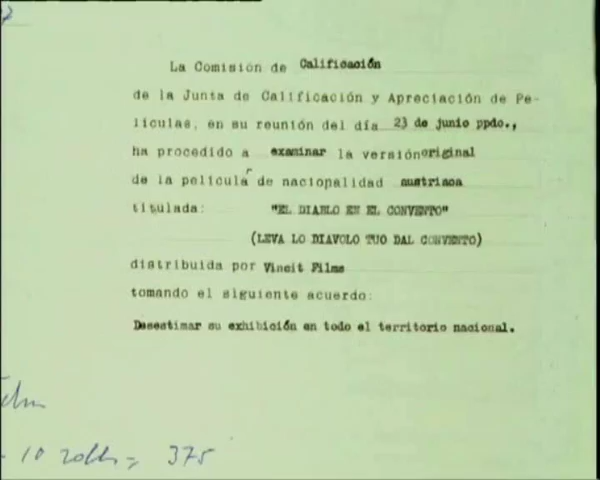 La Comisión de Calificación
de la Junta de Calificación y Apreciación de Pe-
lículas, en su reunión del día 23 de junio ppdo.,
ha procedido a examinar la versión original
de la película de nacionalidad austriaca
titulada: "EL DIABLO EN EL CONVENTO"
(LEVA LO DIAVOLO TUO DAL CONVENTO)
distribuida por Vincit Films
tomando el siguiente acuerdo:
Desestimar su exhibición en todo el territorio nacional.
- 10 rolls = 375